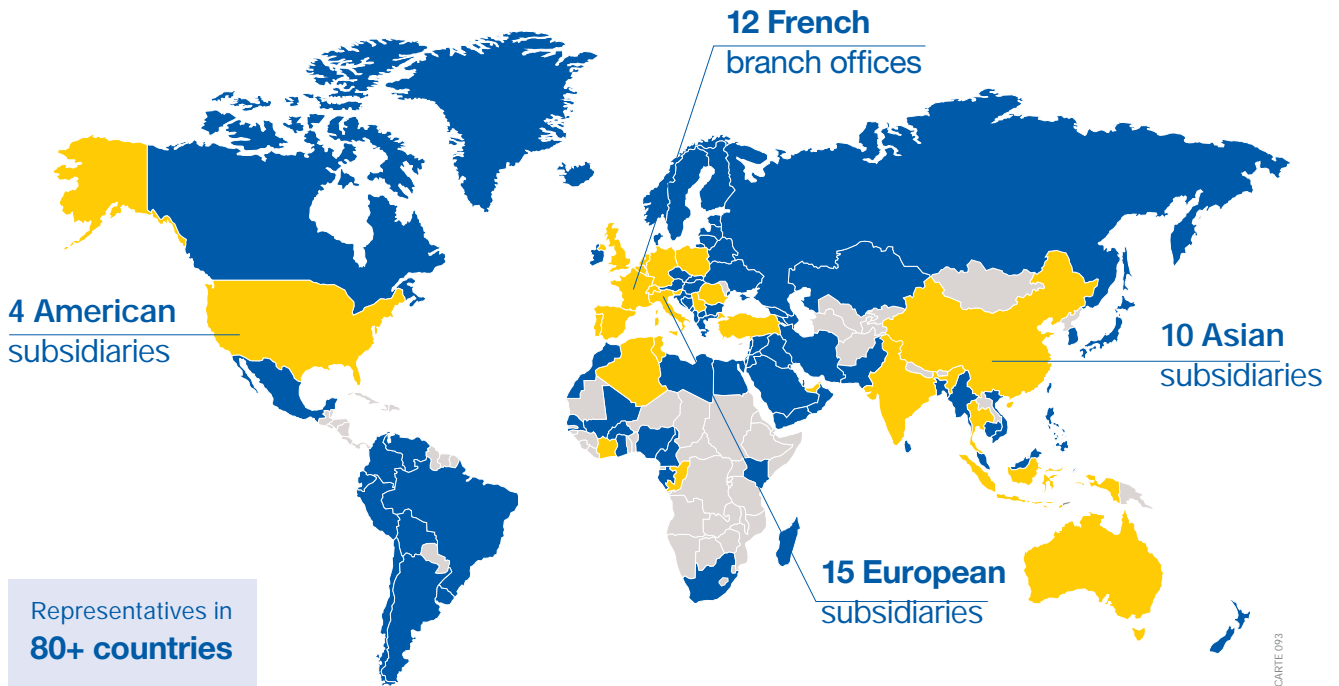 12 French
branch offices
4 American
subsidiaries
10 Asian
subsidiaries
15 European
subsidiaries
Representatives in
80+ countries
CARTE 093